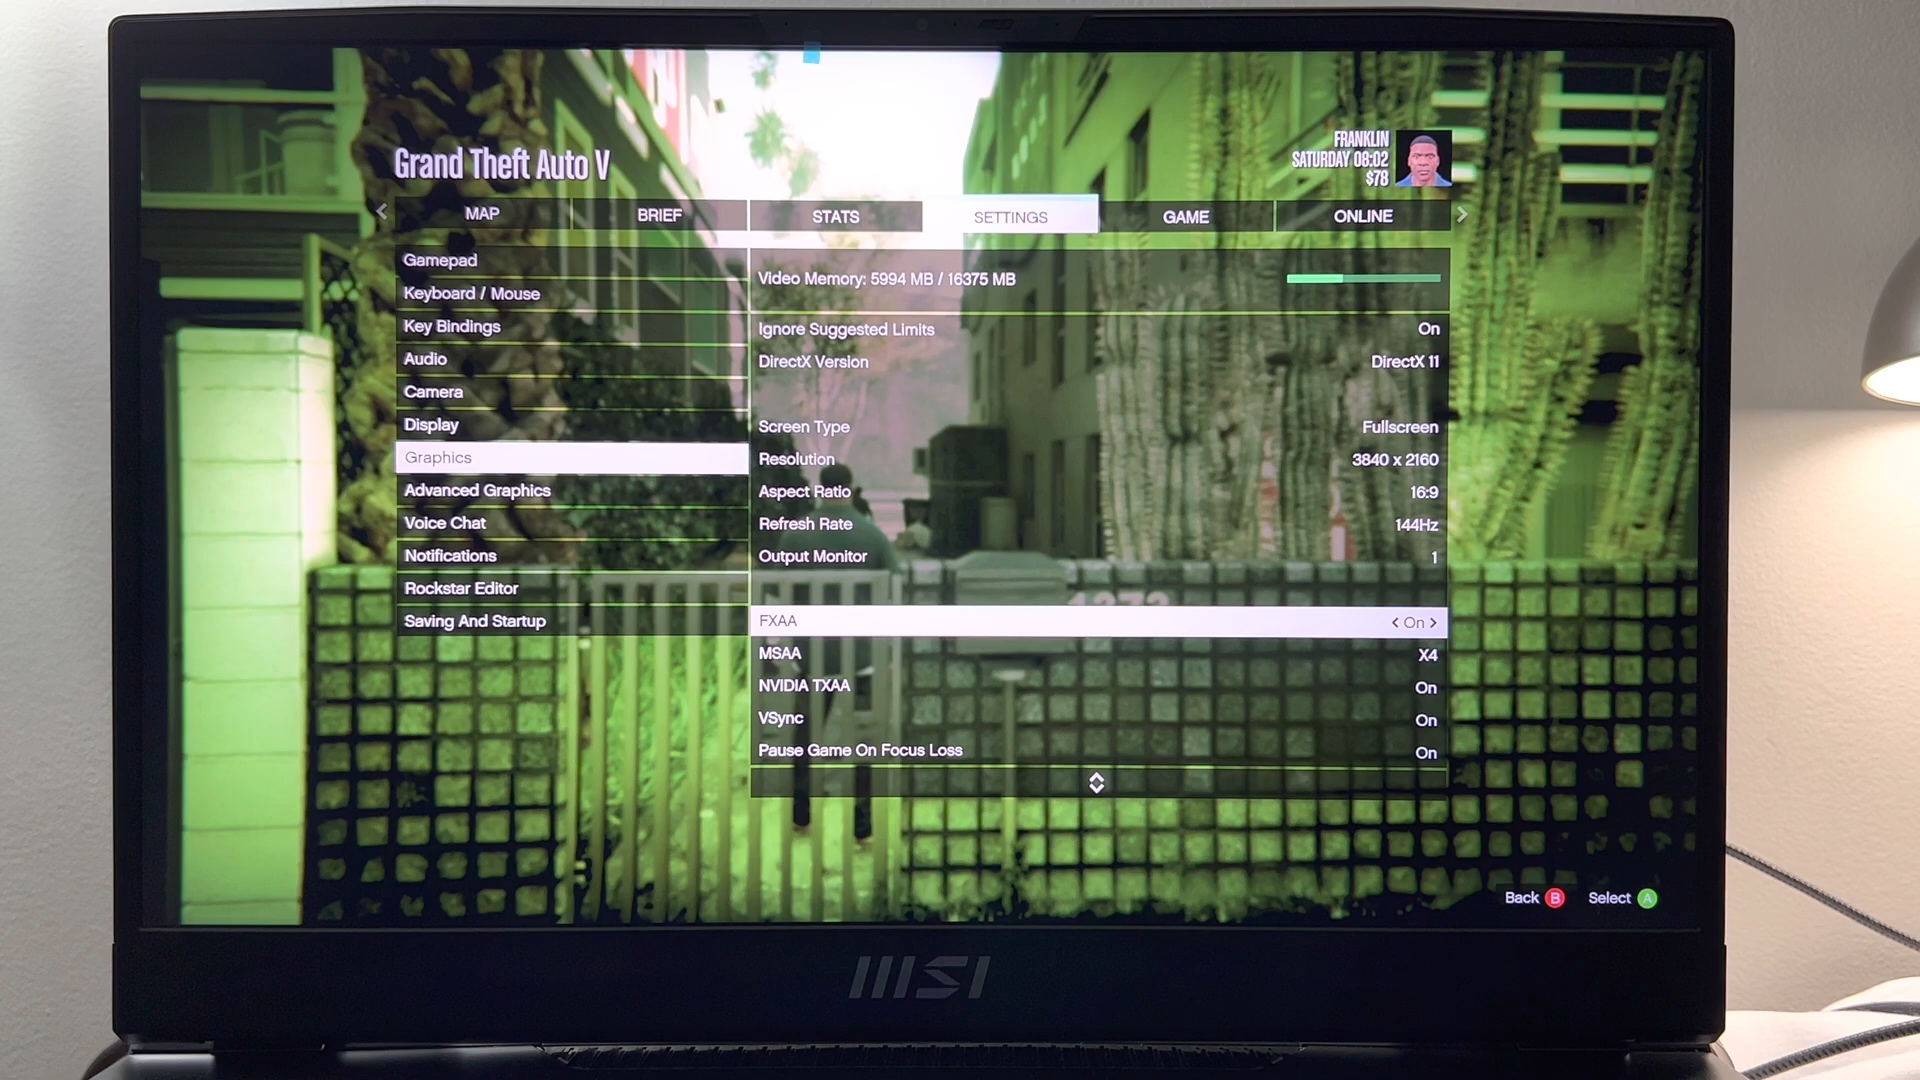 Grand Theft Auto V
FRANKLIN
SATURDAY 08:02
$78
MAP BRIEF STATS SETTINGS GAME ONLINE
Gamepad
Keyboard / Mouse
Key Bindings
Audio
Camera
Display
Graphics
Advanced Graphics
Voice Chat
Notifications
Rockstar Editor
Saving And Startup
Video Memory: 5994 MB / 16375 MB
Ignore Suggested Limits On
DirectX Version DirectX 11
Screen Type Fullscreen
Resolution 3840 x 2160
Aspect Ratio 16:9
Refresh Rate 144Hz
Output Monitor 1
FXAA < On >
MSAA X4
NVIDIA TXAA On
VSync On
Pause Game On Focus Loss On
Back B Select A
msi